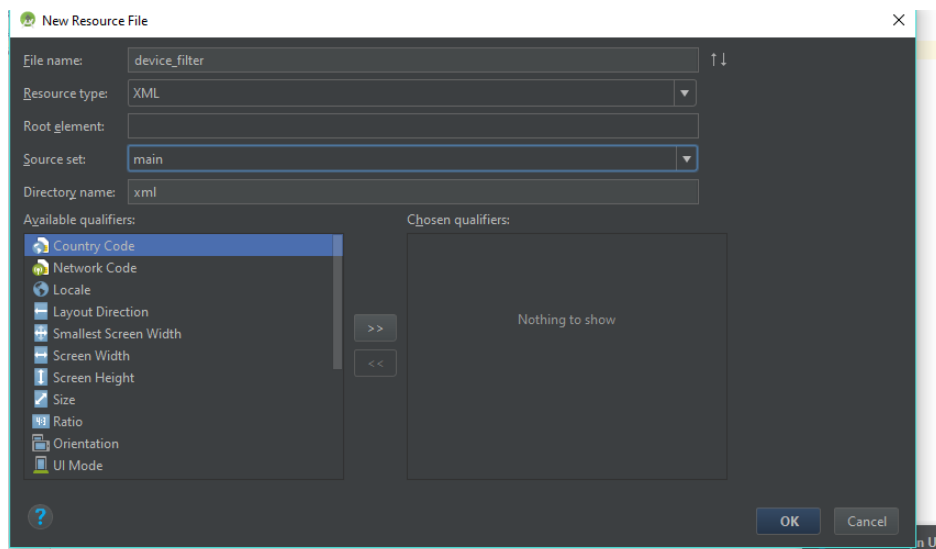 New Resource File
File name: device_filter
Resource type: XML
Root element:
Source set: main
Directory name: xml
Available qualifiers:
Chosen qualifiers:
Country Code
Network Code
Locale
Layout Direction
Smallest Screen Width
Screen Width
Screen Height
Size
Ratio
Orientation
UI Mode
>>
<<
Nothing to show
?
OK
Cancel
n U